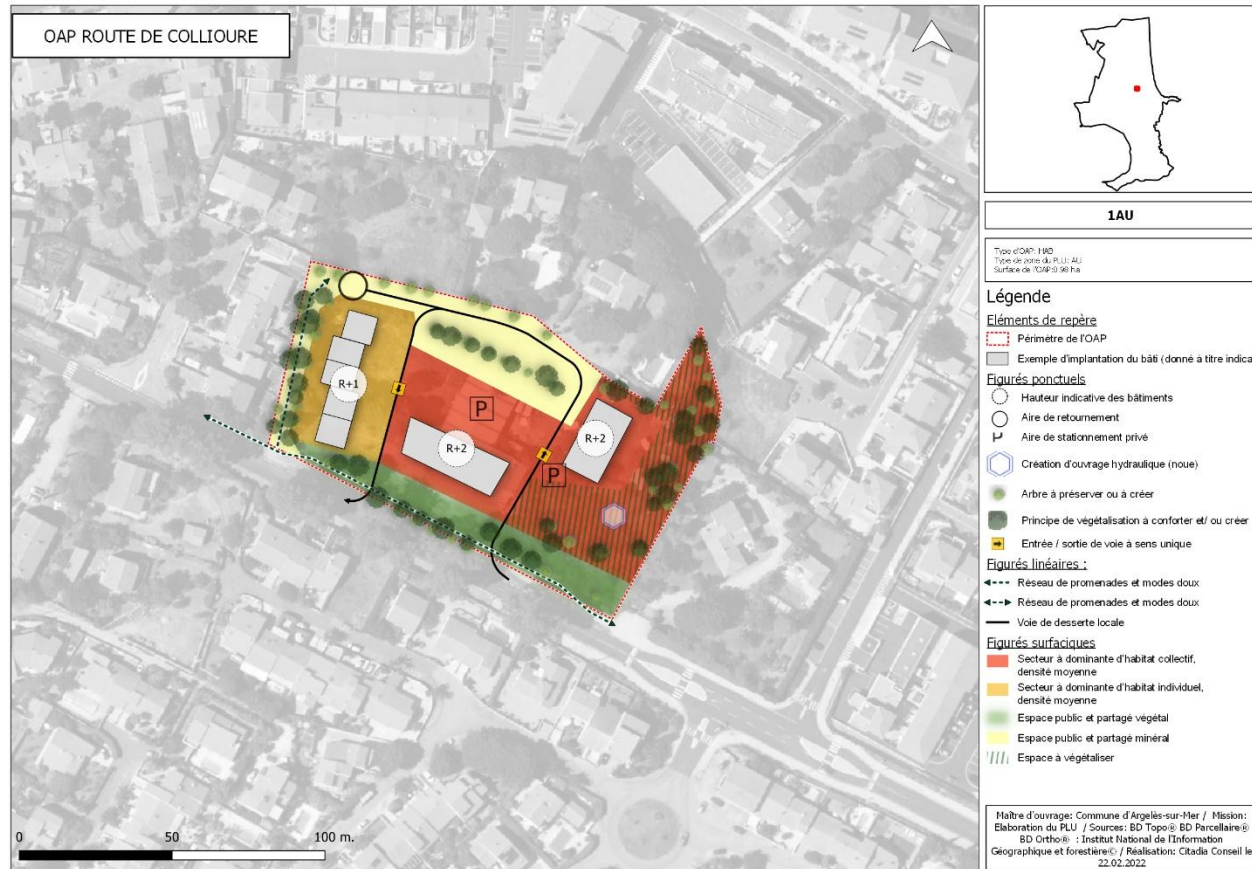 OAP ROUTE DE COLLIOURE
R+1
P
R+2
R+2
P
0 50 100 m.
1AU
Type d'OAP: HAB
Type de zone du PLU: AU
Surface de l'OAP:0.98 ha
Légende
Eléments de repère
Périmètre de l'OAP
Exemple d'implantation du bâti (donné à titre indica
Figurés ponctuels
Hauteur indicative des bâtiments
Aire de retournement
P Aire de stationnement privé
Création d'ouvrage hydraulique (noue)
Arbre à préserver ou à créer
Principe de végétalisation à conforter et/ ou créer
Entrée / sortie de voie à sens unique
Figurés linéaires :
Réseau de promenades et modes doux
Réseau de promenades et modes doux
Voie de desserte locale
Figurés surfaciques
Secteur à dominante d'habitat collectif,
densité moyenne
Secteur à dominante d'habitat individuel,
densité moyenne
Espace public et partagé végétal
Espace public et partagé minéral
Espace à végétaliser
Maître d'ouvrage: Commune d'Argelès-sur-Mer / Mission:
Elaboration du PLU / Sources: BD Topo® BD Parcellaire®
BD Ortho® : Institut National de l'Information
Géographique et forestière© / Réalisation: Citadia Conseil le
22.02.2022